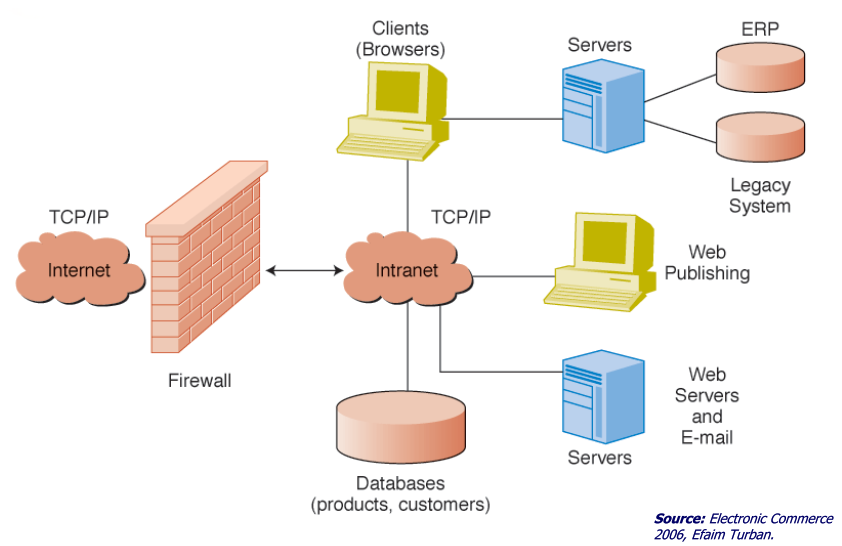 Clients
(Browsers)
Servers
ERP
Legacy
System
TCP/IP
Internet
Firewall
TCP/IP
Intranet
Web
Publishing
Web
Servers
and
E-mail
Servers
Databases
(products, customers)
Source: Electronic Commerce
2006, Efaim Turban.